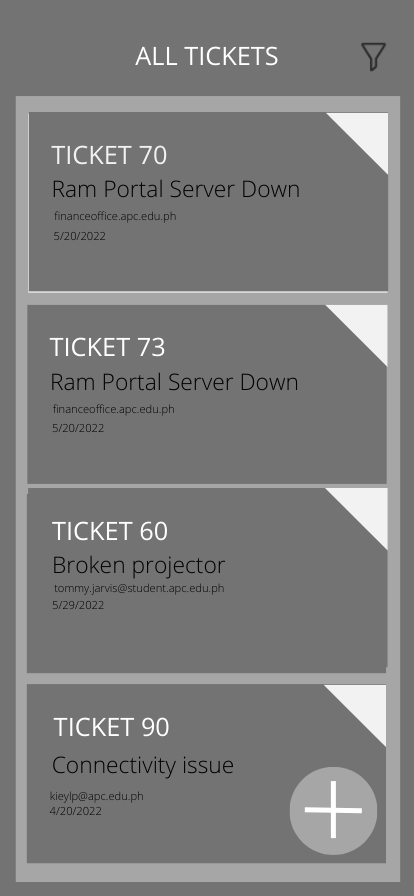 ALL TICKETS
TICKET 70
Ram Portal Server Down
financeoffice.apc.edu.ph
5/20/2022
TICKET 73
Ram Portal Server Down
financeoffice.apc.edu.ph
5/20/2022
TICKET 60
Broken projector
tommy.jarvis@student.apc.edu.ph
5/29/2022
TICKET 90
Connectivity issue
kieylp@apc.edu.ph
4/20/2022